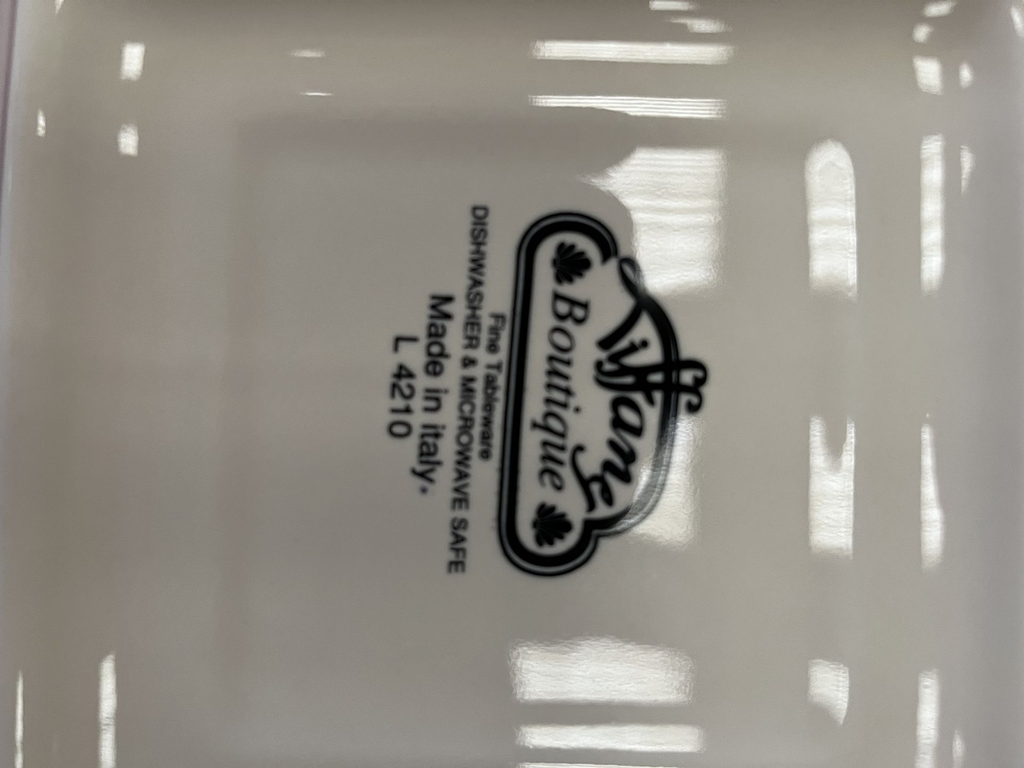 Tiffany
Boutique
Fine Tableware
DISHWASHER & MICROWAVE SAFE
Made in italy.
L 4210